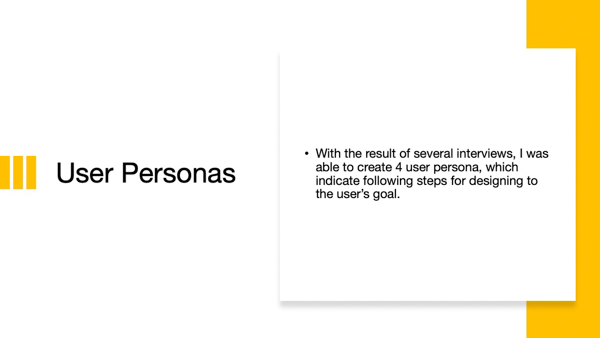 User Personas
• With the result of several interviews, I was
able to create 4 user persona, which
indicate following steps for designing to
the user's goal.